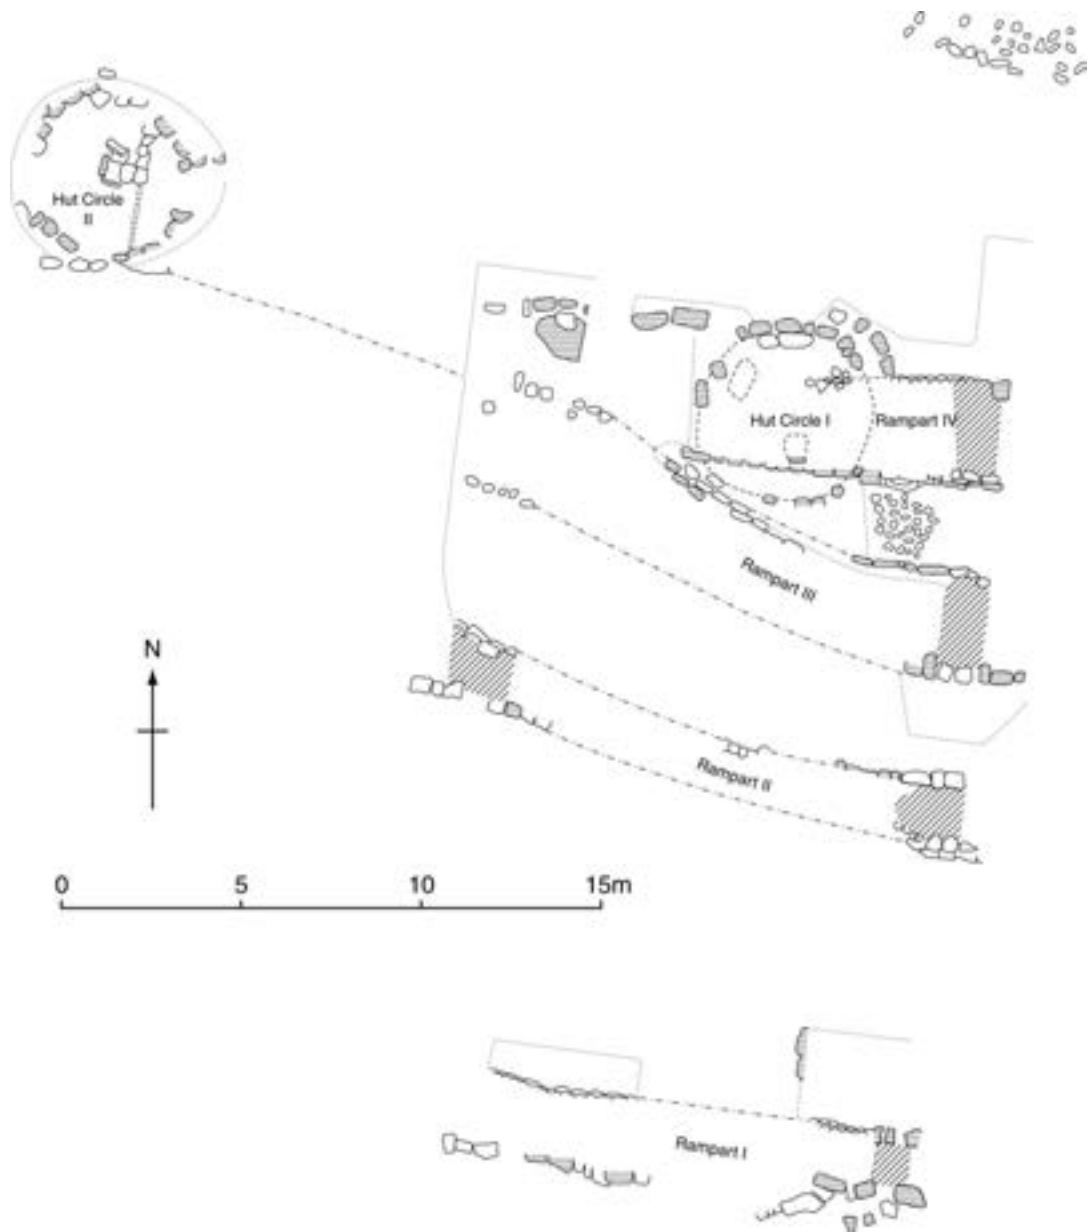 Hut Circle
II
Hut Circle I
Rampart IV
Rampart III
N
Rampart II
0 5 10 15m
Rampart I